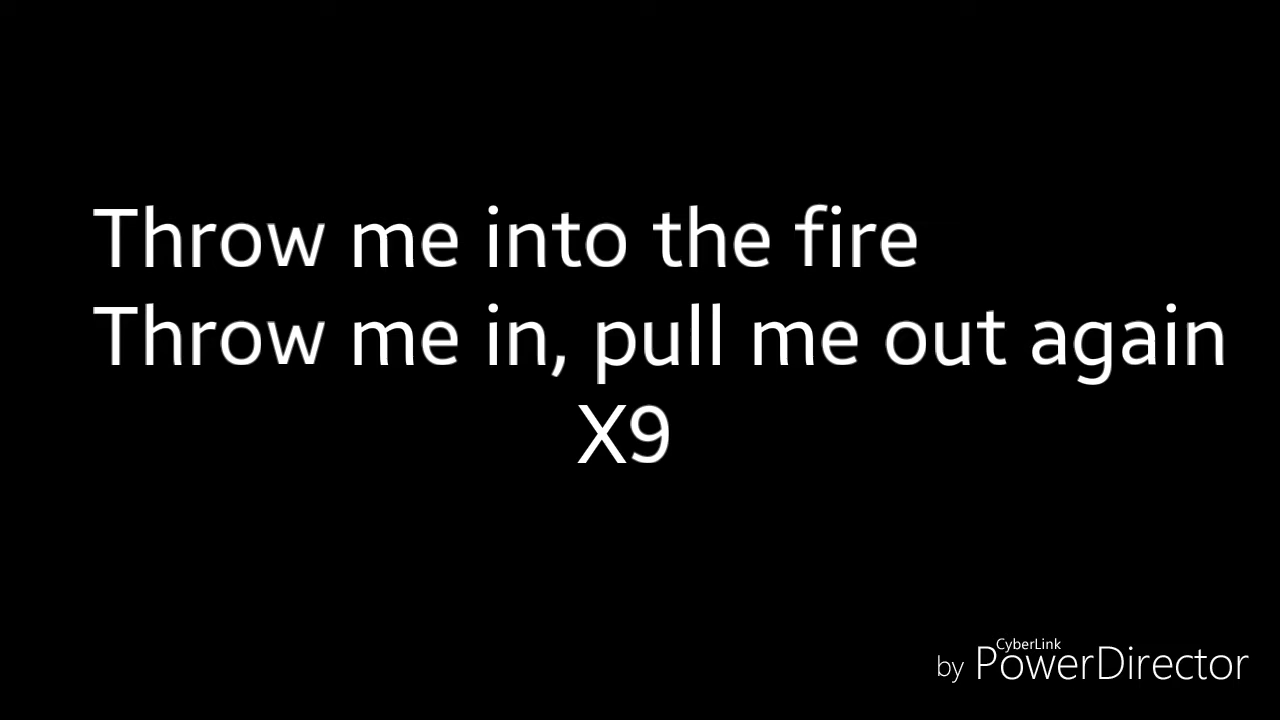 Throw me into the fire
Throw me in, pull me out again
X9
CyberLink
by PowerDirector